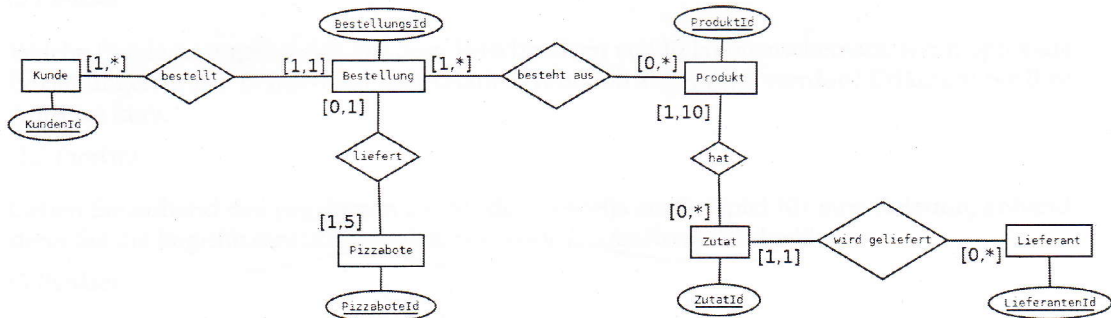 BestellungsId
ProduktId
Kunde
[1,*]
bestellt
[1,1]
Bestellung
[1,*]
besteht aus
[0,*]
Produkt
KundenId
[0,1]
[1,10]
liefert
hat
[1,5]
[0,*]
Pizzabote
Zutat
[1,1]
wird geliefert
[0,*]
Lieferant
PizzaboteId
ZutatId
LieferantenId